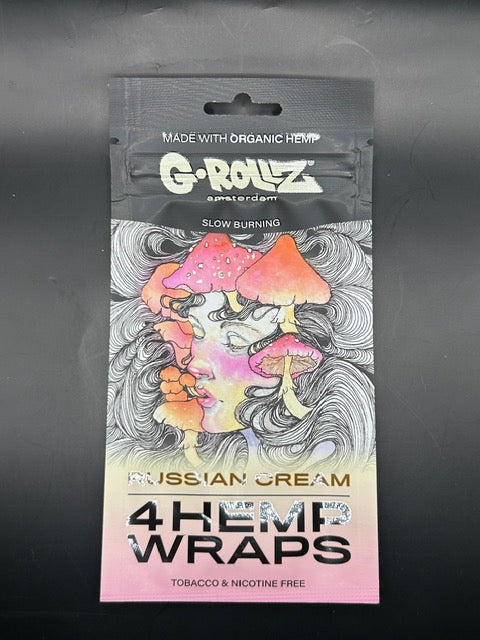 MADE WITH ORGANIC HEMP
G·ROLLZ
amsterdam
SLOW BURNING
RUSSIAN CREAM
4 HEMP
WRAPS
TOBACCO & NICOTINE FREE